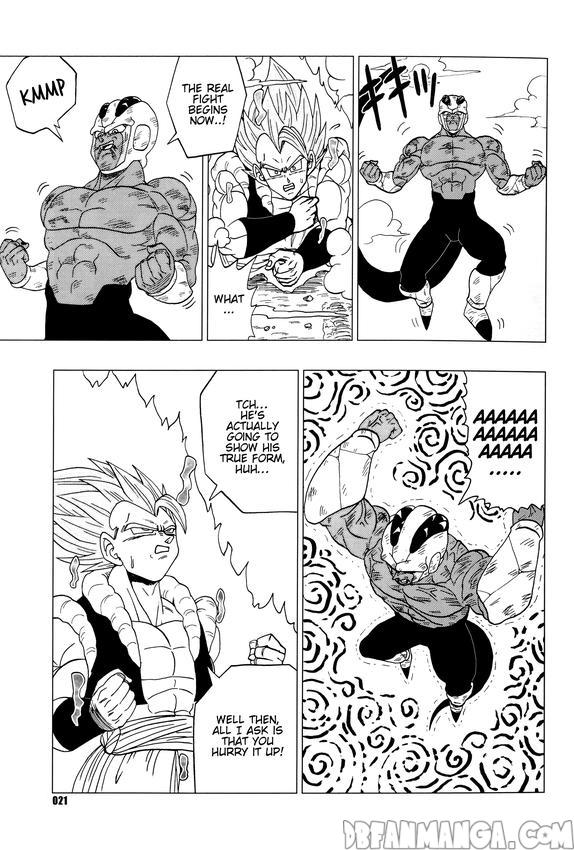 THE REAL
FIGHT
BEGINS
NOW..!
WHAT
...
KMMP
AAAAAA
AAAAAA
AAAAA
.....
TCH...
HE'S
ACTUALLY
GOING
TO SHOW
HIS TRUE
FORM,
HUH...
WELL THEN,
ALL I ASK
IS THAT
YOU HURRY
IT UP!
021
DBFANMANGA.COM